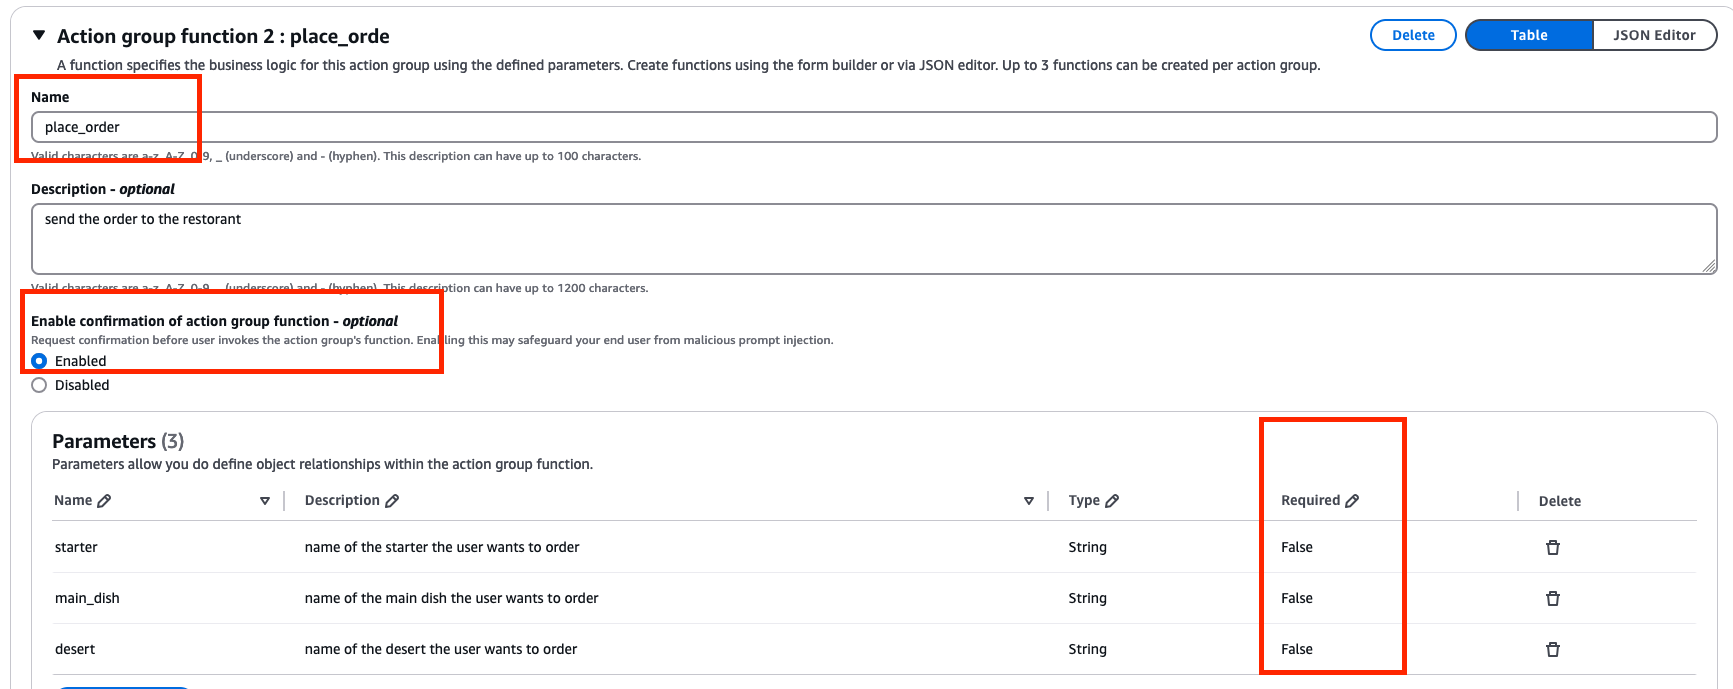 Action group function 2 : place_orde
Delete
Table
JSON Editor
A function specifies the business logic for this action group using the defined parameters. Create functions using the form builder or via JSON editor. Up to 3 functions can be created per action group.
Name
place_order
Valid characters are a-z, A-Z, 0-9, _ (underscore) and - (hyphen). This description can have up to 100 characters.
Description - optional
send the order to the restorant
Valid characters are a-z, A-Z, 0-9, _ (underscore) and - (hyphen). This description can have up to 1200 characters.
Enable confirmation of action group function - optional
Request confirmation before user invokes the action group's function. Enabling this may safeguard your end user from malicious prompt injection.
Enabled
Disabled
Parameters (3)
Parameters allow you do define object relationships within the action group function.
Name Description Type Required Delete
starter name of the starter the user wants to order String False
main_dish name of the main dish the user wants to order String False
desert name of the desert the user wants to order String False